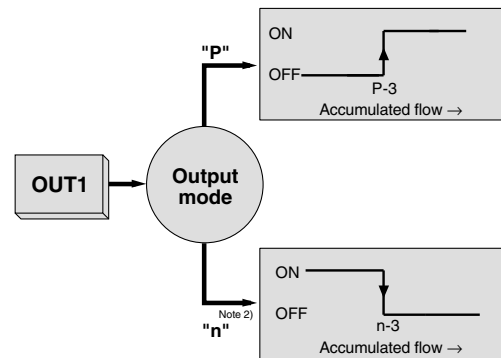 "P"
ON
OFF
P-3
Accumulated flow →
OUT1
Output
mode
Note 2)
"n"
ON
OFF
n-3
Accumulated flow →